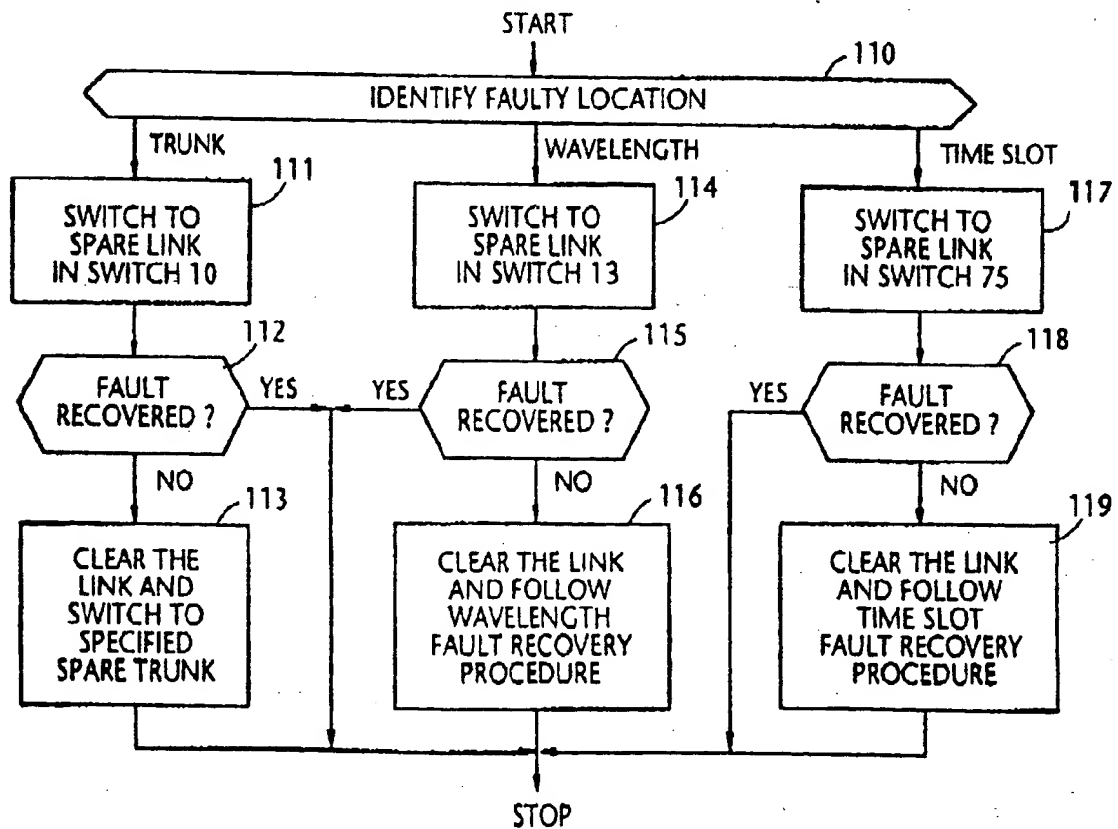 START
110
IDENTIFY FAULTY LOCATION
TRUNK
WAVELENGTH
TIME SLOT
111
SWITCH TO
SPARE LINK
IN SWITCH 10
114
SWITCH TO
SPARE LINK
IN SWITCH 13
117
SWITCH TO
SPARE LINK
IN SWITCH 75
112
FAULT
RECOVERED ?
YES
NO
115
YES
FAULT
RECOVERED ?
NO
118
YES
FAULT
RECOVERED ?
NO
113
CLEAR THE
LINK AND
SWITCH TO
SPECIFIED
SPARE TRUNK
116
CLEAR THE LINK
AND FOLLOW
WAVELENGTH
FAULT RECOVERY
PROCEDURE
119
CLEAR THE LINK
AND FOLLOW
TIME SLOT
FAULT RECOVERY
PROCEDURE
STOP